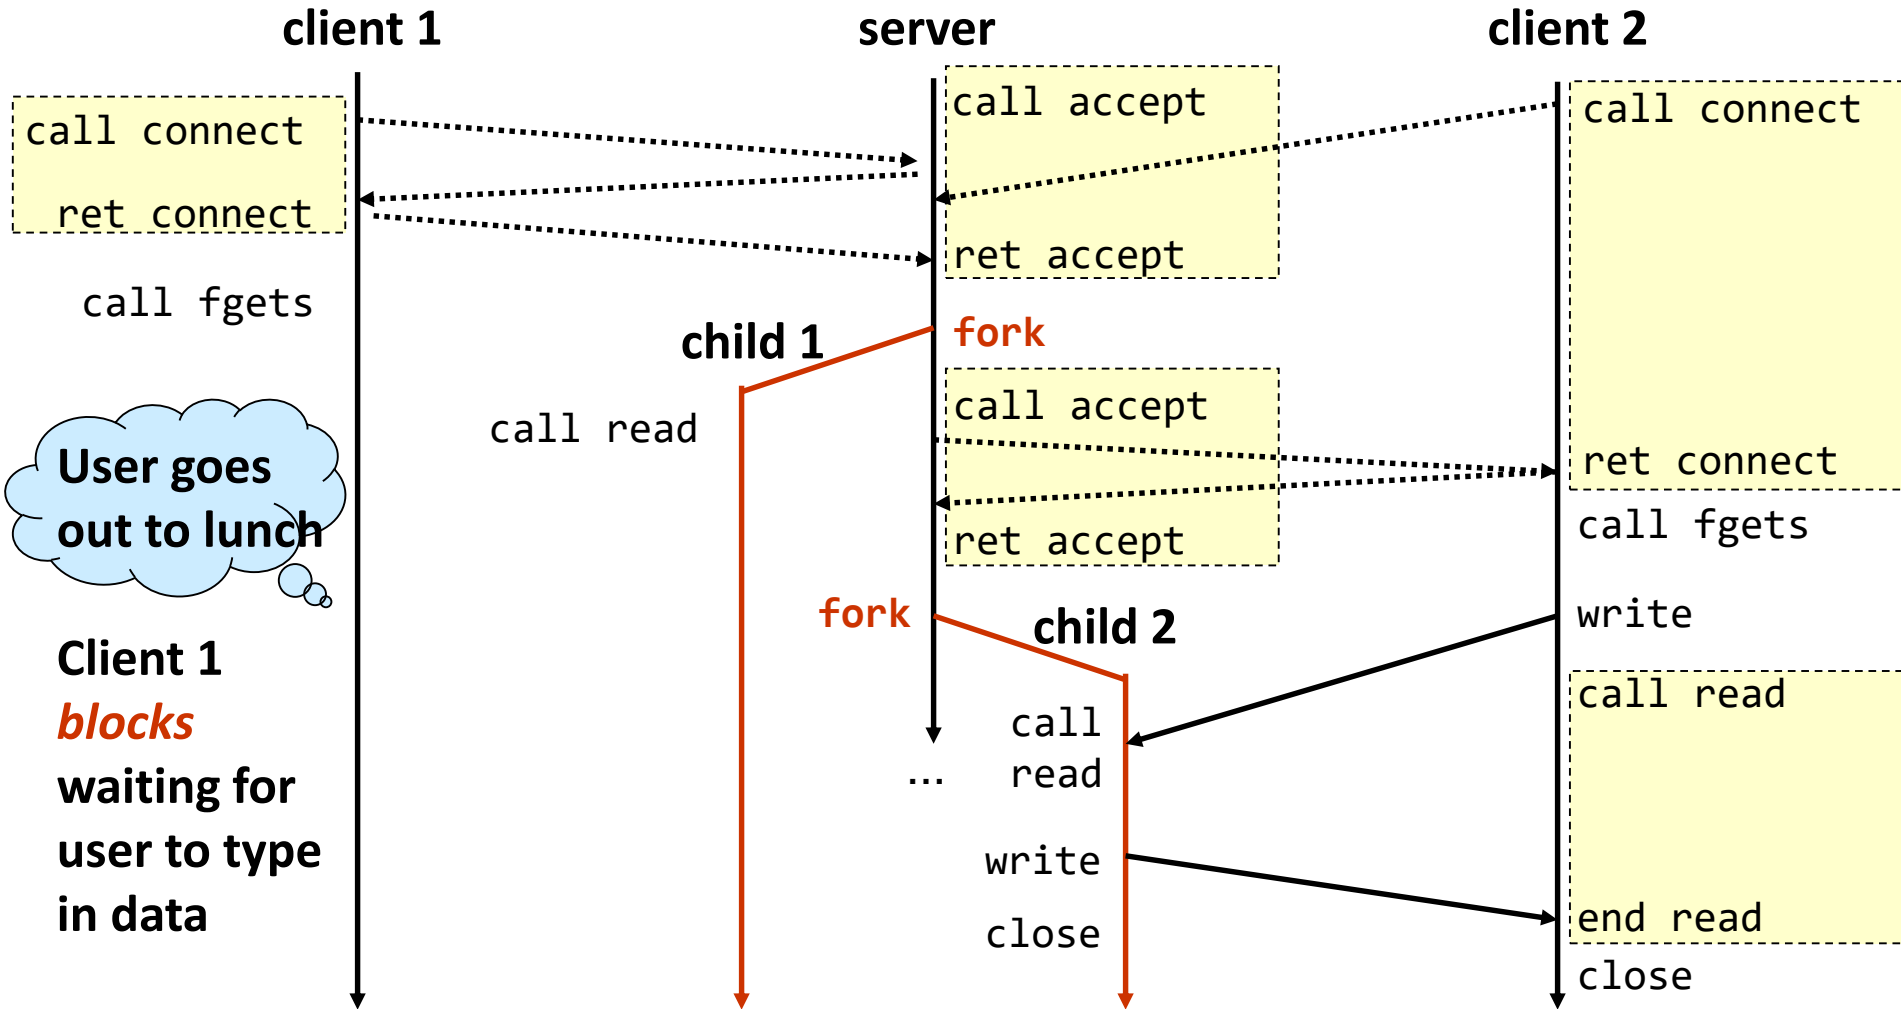 client 1
server
client 2
call connect
ret connect
call fgets
User goes
out to lunch
Client 1
blocks
waiting for
user to type
in data
child 1
call read
call accept
ret accept
fork
call accept
ret accept
fork
child 2
...
call
read
write
close
call connect
ret connect
call fgets
write
call read
end read
close